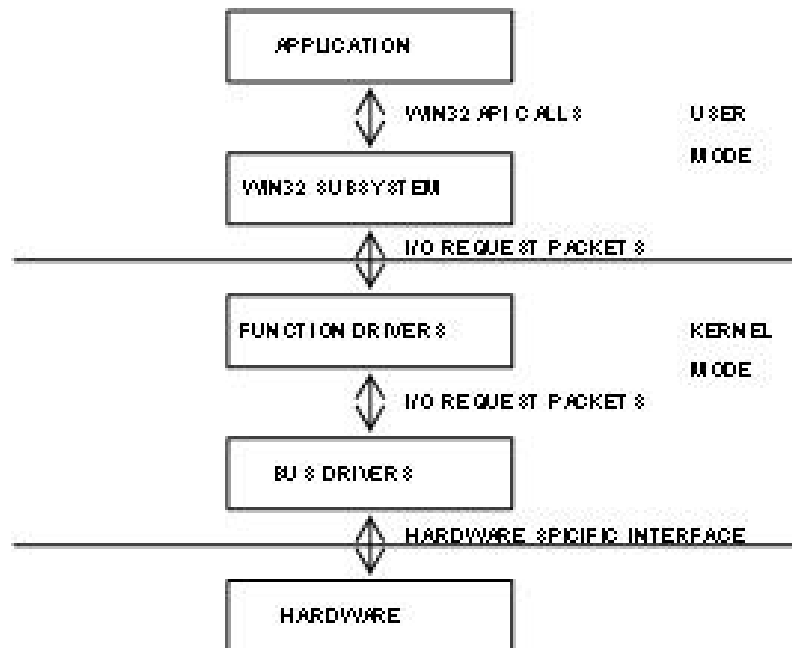 APPLICATION
WIN32 API CALLS
USER
MODE
WIN32 SUBSYSTEM
I/O REQUEST PACKETS
FUNCTION DRIVERS
KERNEL
MODE
I/O REQUEST PACKETS
BUS DRIVERS
HARDWARE SPICIFIC INTERFACE
HARDWARE